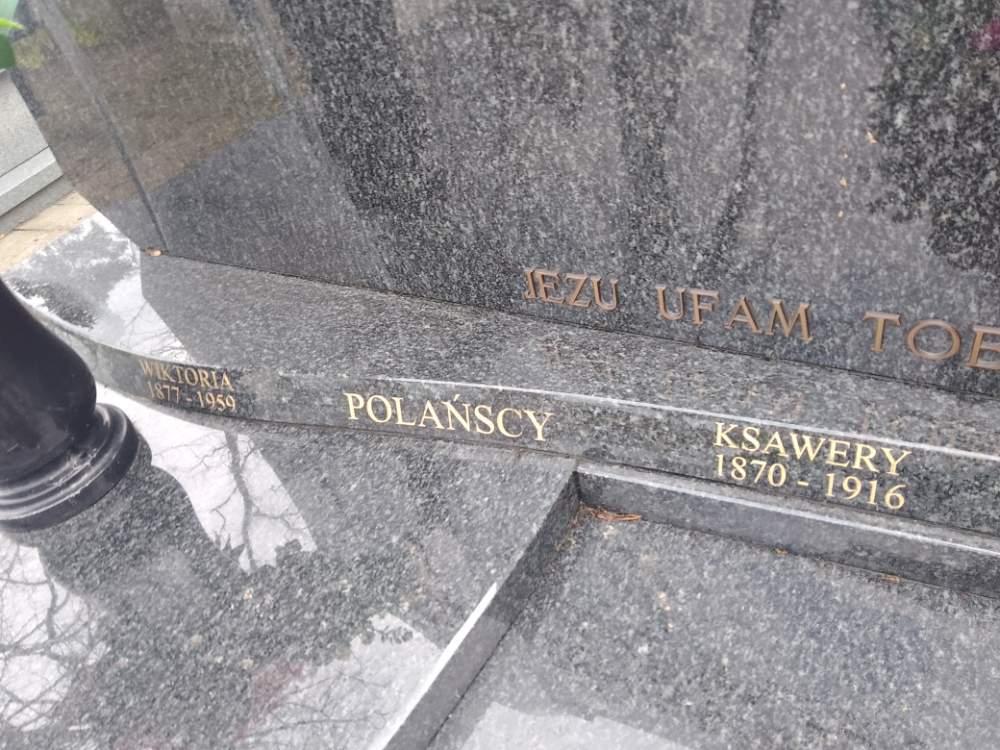 JEZU UFAM TOB
WIKTORIA
1877 - 1959
POLAŃSCY
KSAWERY
1870 - 1916